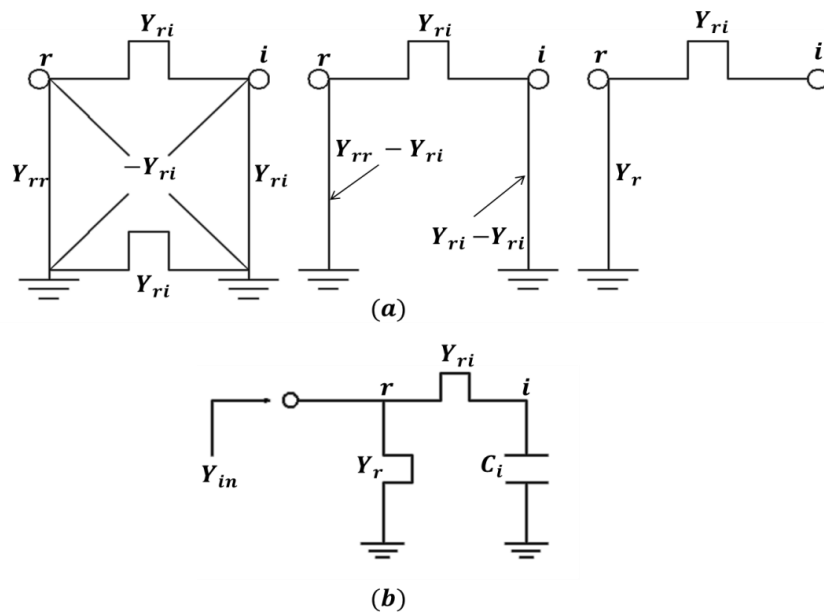 Y_ri Y_ri Y_ri
r i r i r i
Y_rr −Y_ri Y_ri Y_rr − Y_ri Y_r
Y_ri −Y_ri
Y_ri
(a)
Y_ri
r i
Y_in Y_r C_i
(b)